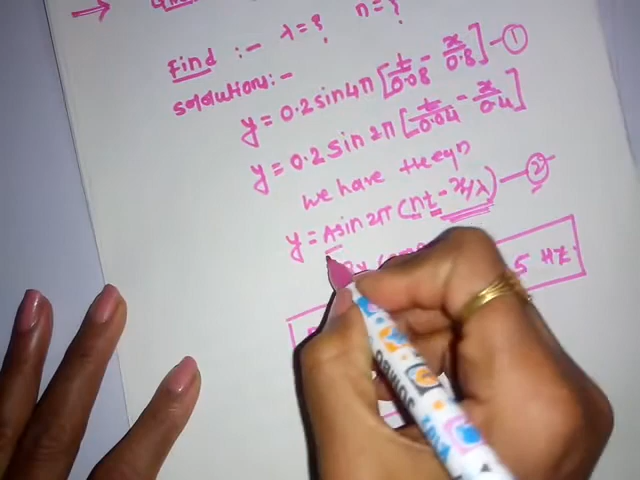 Find :- λ=? n=?
Solution:-
y = 0.2 sin 4π [t/0.08 - x/0.8] - ①
y = 0.2 sin 2π [t/0.04 - x/0.4]
we have the eqn
y = A sin 2π (nt - x/λ) - ②
By
5 Hz.